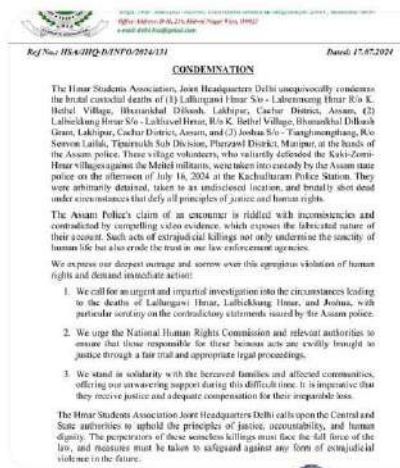 Office Address: B-16, 2
e-mail: delhi.hsa@gmail.com
Ref No.: HSA/JHQ-D/INFO/2024/131 Dated: 17.07.2024
CONDEMNATION
The Hmar Students Association, Joint Headquarters Delhi unequivocally condemns
the brutal custodial deaths of (1) Lallungawi Hmar S/o - Hmar R/o K.
Bethel Village, Bhurankhal Dilkush, Lakhipur, Cachar District, Assam, (2)
Lalbiekkung Hmar S/o - Lalthavel Hmar, R/o K. Bethel Village, Bhurankhal Dilkush
Grant, Lakhipur, Cachar District, Assam, and (3) Joshua S/o - R/o
Servon Lailak, Tipaimukh Sub Division, Pherzawl District, Manipur, at the hands of
the Assam police. These village volunteers, who valiantly defended the Kuki-Zomi-
Hmar villages against the Meitei militants, were taken into custody by the Assam state
police on the afternoon of July 16, 2024 at the Kachudaram Police Station. They
were arbitrarily detained, taken to an undisclosed location, and brutally shot dead
under circumstances that defy all principles of justice and human rights.
The Assam Police's claim of an encounter is riddled with inconsistencies and
contradicted by compelling video evidence, which exposes the fabricated nature of
their account. Such acts of extrajudicial killings not only undermine the sanctity of
human life but also erode the trust in our law enforcement agencies.
We express our deepest outrage and sorrow over this egregious violation of human
rights and demand immediate action:
1. We call for an urgent and impartial investigation into the circumstances leading
to the deaths of Lallungawi Hmar, Lalbiekkung Hmar, and Joshua, with
particular scrutiny on the contradictory statements issued by the Assam police.
2. We urge the National Human Rights Commission and relevant authorities to
ensure that those responsible for these heinous acts are swiftly brought to
justice through a fair trial and appropriate legal proceedings.
3. We stand in solidarity with the bereaved families and affected communities,
offering our unwavering support during this difficult time. It is imperative that
they receive justice and adequate compensation for their irreparable loss.
The Hmar Students Association Joint Headquarters Delhi calls upon the Central and
State authorities to uphold the principles of justice, accountability, and human
dignity. The perpetrators of these senseless killings must face the full force of the
law, and measures must be taken to safeguard against any form of extrajudicial
violence in the future.